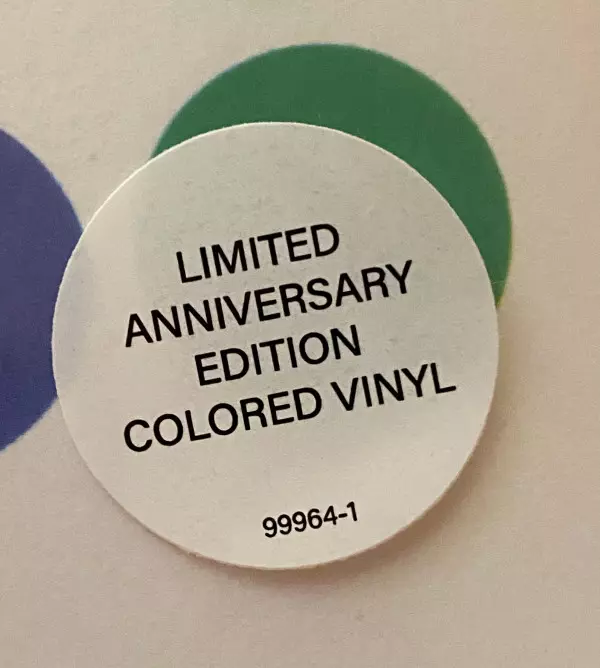 LIMITED
ANNIVERSARY
EDITION
COLORED VINYL
99964-1